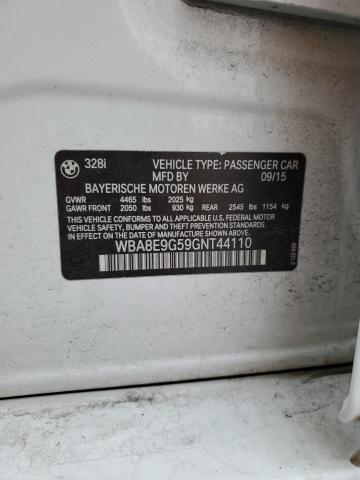 328i
VEHICLE TYPE: PASSENGER CAR
MFD BY 09/15
BAYERISCHE MOTOREN WERKE AG
GVWR 4465 lbs 2025 kg
GAWR FRONT 2050 lbs 930 kg REAR 2545 lbs 1154 kg
THIS VEHICLE CONFORMS TO ALL APPLICABLE U.S. FEDERAL MOTOR
VEHICLE SAFETY, BUMPER, AND THEFT PREVENTION STANDARDS
IN EFFECT ON THE DATE OF MANUFACTURE SHOWN ABOVE.
WBA8E9G59GNT44110